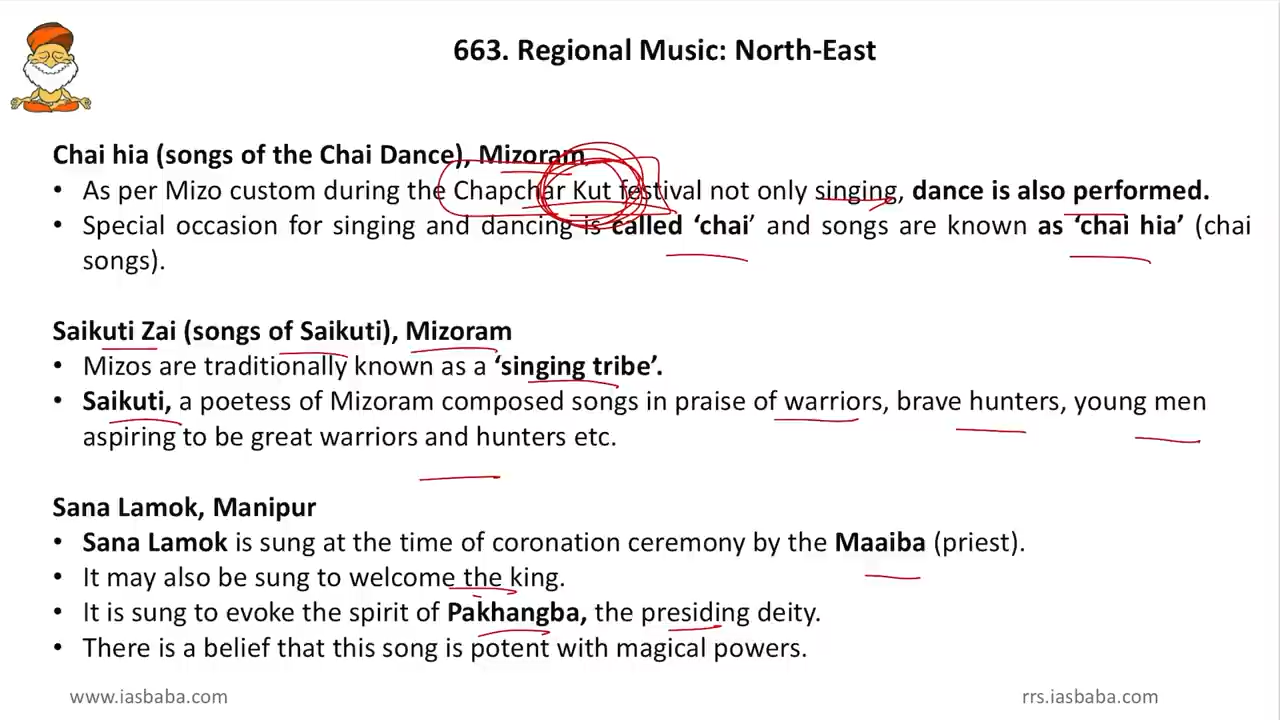 663. Regional Music: North-East
Chai hia (songs of the Chai Dance), Mizoram
• As per Mizo custom during the Chapchar Kut festival not only singing, dance is also performed.
• Special occasion for singing and dancing is called ‘chai’ and songs are known as ‘chai hia’ (chai
songs).
Saikuti Zai (songs of Saikuti), Mizoram
• Mizos are traditionally known as a ‘singing tribe’.
• Saikuti, a poetess of Mizoram composed songs in praise of warriors, brave hunters, young men
aspiring to be great warriors and hunters etc.
Sana Lamok, Manipur
• Sana Lamok is sung at the time of coronation ceremony by the Maaiba (priest).
• It may also be sung to welcome the king.
• It is sung to evoke the spirit of Pakhangba, the presiding deity.
• There is a belief that this song is potent with magical powers.
www.iasbaba.com
rrs.iasbaba.com